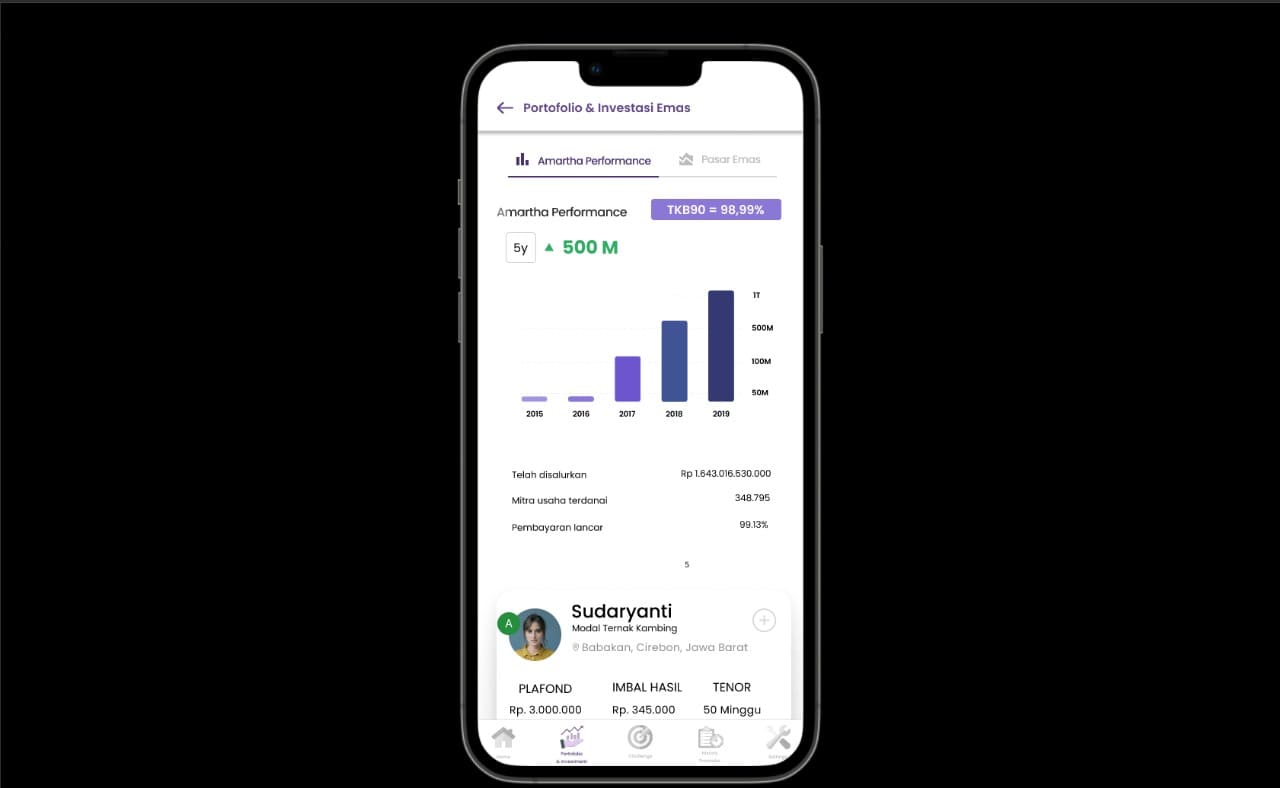 Portofolio & Investasi Emas
Amartha Performance
Pasar Emas
Amartha Performance
TKB90 = 98,99%
5y
500 M
1T
500M
100M
50M
2015
2016
2017
2018
2019
Telah disalurkan
Rp 1.643.016.530.000
Mitra usaha terdanai
348.795
Pembayaran lancar
99.13%
5
A
Sudaryanti
Modal Ternak Kambing
Babakan, Cirebon, Jawa Barat
PLAFOND
IMBAL HASIL
TENOR
Rp. 3.000.000
Rp. 345.000
50 Minggu
Home
Portofolio
& Investment
Challenge
History